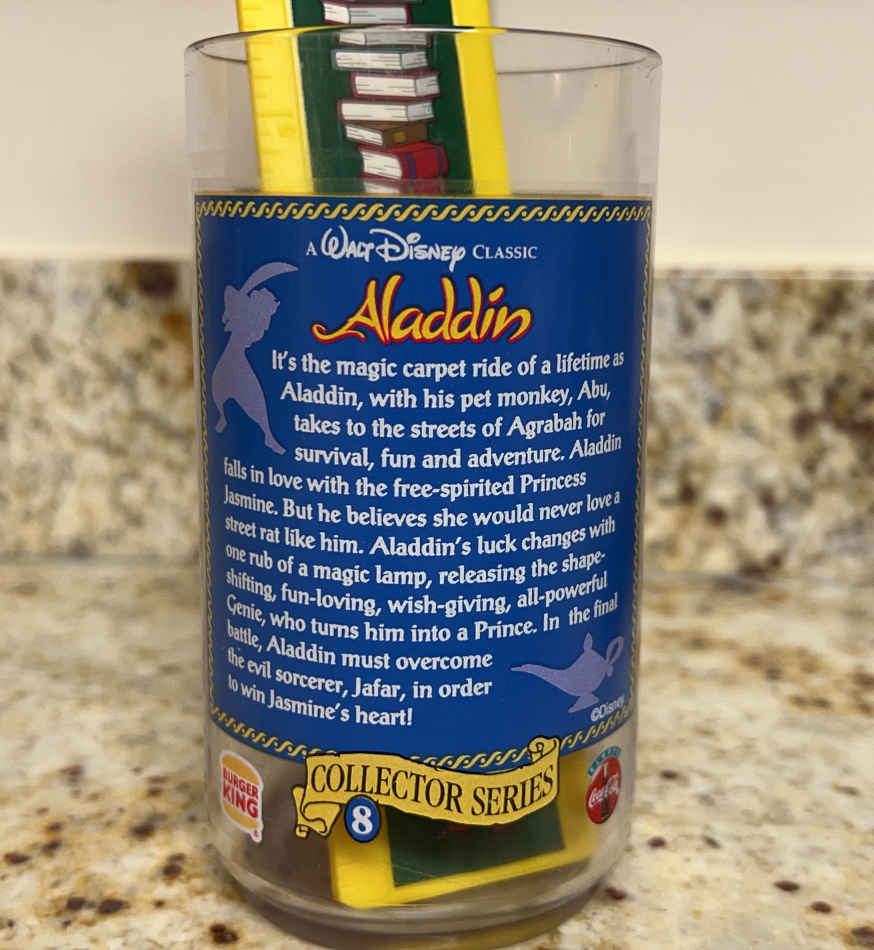 A WALT DISNEY CLASSIC
Aladdin
It's the magic carpet ride of a lifetime as
Aladdin, with his pet monkey, Abu,
takes to the streets of Agrabah for
survival, fun and adventure. Aladdin
falls in love with the free-spirited Princess
Jasmine. But he believes she would never love a
street rat like him. Aladdin's luck changes with
one rub of a magic lamp, releasing the shape-
shifting, fun-loving, wish-giving, all-powerful
Genie, who turns him into a Prince. In the final
battle, Aladdin must overcome
the evil sorcerer, Jafar, in order
to win Jasmine's heart!
©Disney
BURGER
KING
COLLECTOR SERIES
8
Coca-Cola